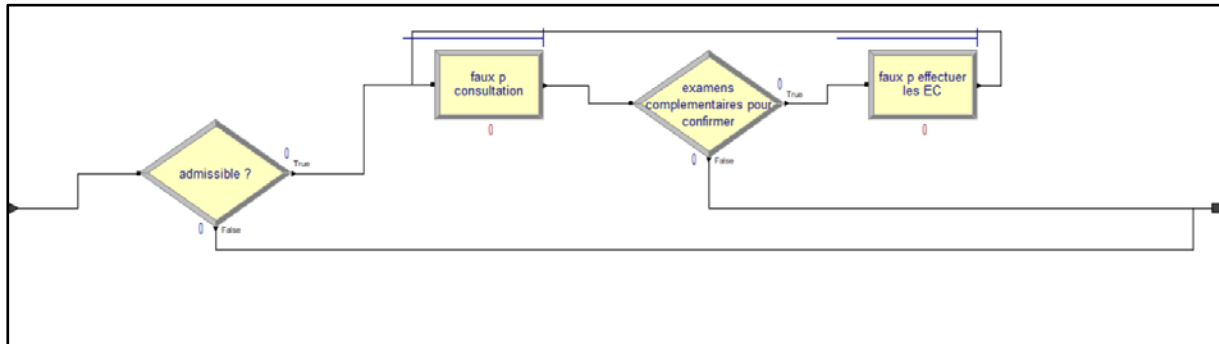 faux p
consultation
0
examens
complementaires pour
confirmer
0
True
0
False
faux p effectuer
les EC
0
admissible ?
0
True
0
False